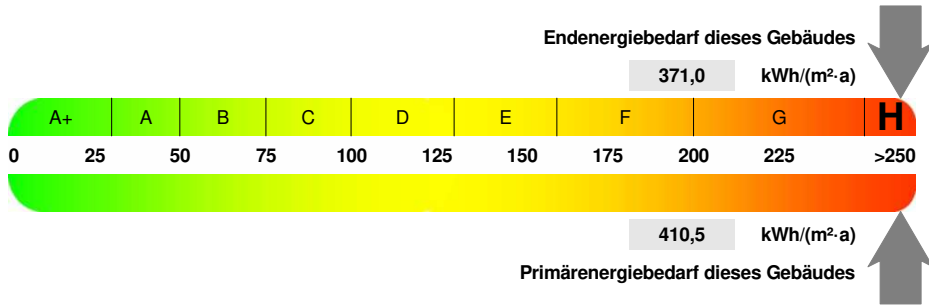 Endenergiebedarf dieses Gebäudes
371,0 kWh/(m²·a)
A+ A B C D E F G H
0 25 50 75 100 125 150 175 200 225 >250
410,5 kWh/(m²·a)
Primärenergiebedarf dieses Gebäudes